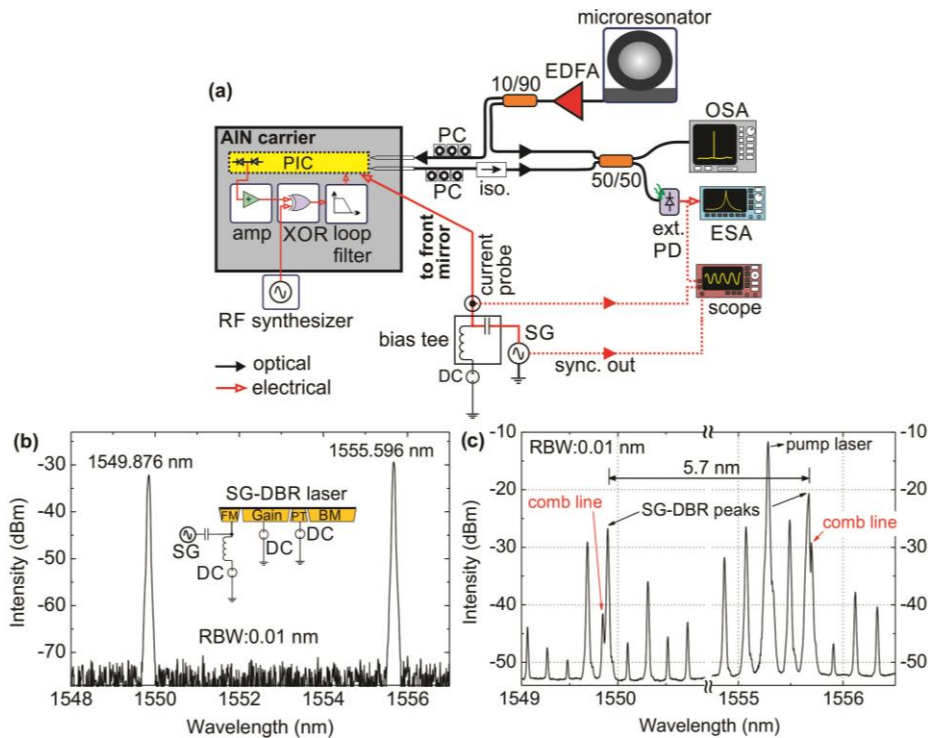 microresonator
(a)
EDFA
10/90
OSA
AlN carrier
PC
PIC
PC
iso.
50/50
amp
XOR
loop
filter
to front
mirror
current
probe
ext.
PD
ESA
RF synthesizer
scope
bias tee
SG
optical
electrical
DC
sync. out
(b)
1549.876 nm
1555.596 nm
SG-DBR laser
FM
Gain
PT
BM
SG
DC
DC
DC
RBW:0.01 nm
-30
-40
-50
-60
-70
Intensity (dBm)
1548
1550
1552
1554
1556
Wavelength (nm)
(c)
RBW:0.01 nm
pump laser
5.7 nm
comb line
SG-DBR peaks
comb line
-10
-20
-30
-40
-50
Intensity (dBm)
-10
-20
-30
-40
-50
1549
1550
1555
1556
Wavelength (nm)